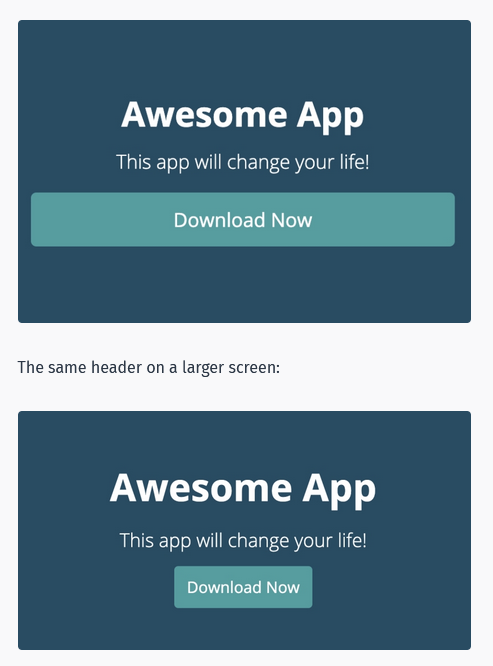 Awesome App
This app will change your life!
Download Now
The same header on a larger screen:
Awesome App
This app will change your life!
Download Now